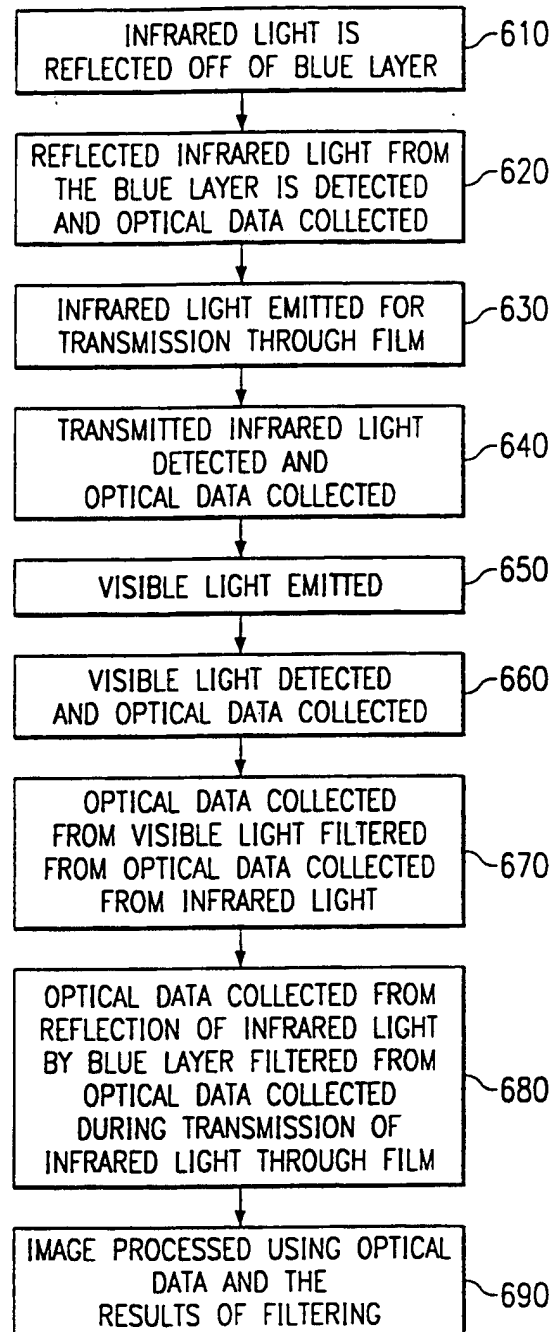 INFRARED LIGHT IS
REFLECTED OFF OF BLUE LAYER
610
REFLECTED INFRARED LIGHT FROM
THE BLUE LAYER IS DETECTED
AND OPTICAL DATA COLLECTED
620
INFRARED LIGHT EMITTED FOR
TRANSMISSION THROUGH FILM
630
TRANSMITTED INFRARED LIGHT
DETECTED AND
OPTICAL DATA COLLECTED
640
VISIBLE LIGHT EMITTED
650
VISIBLE LIGHT DETECTED
AND OPTICAL DATA COLLECTED
660
OPTICAL DATA COLLECTED
FROM VISIBLE LIGHT FILTERED
FROM OPTICAL DATA COLLECTED
FROM INFRARED LIGHT
670
OPTICAL DATA COLLECTED FROM
REFLECTION OF INFRARED LIGHT
BY BLUE LAYER FILTERED FROM
OPTICAL DATA COLLECTED
DURING TRANSMISSION OF
INFRARED LIGHT THROUGH FILM
680
IMAGE PROCESSED USING OPTICAL
DATA AND THE
RESULTS OF FILTERING
690